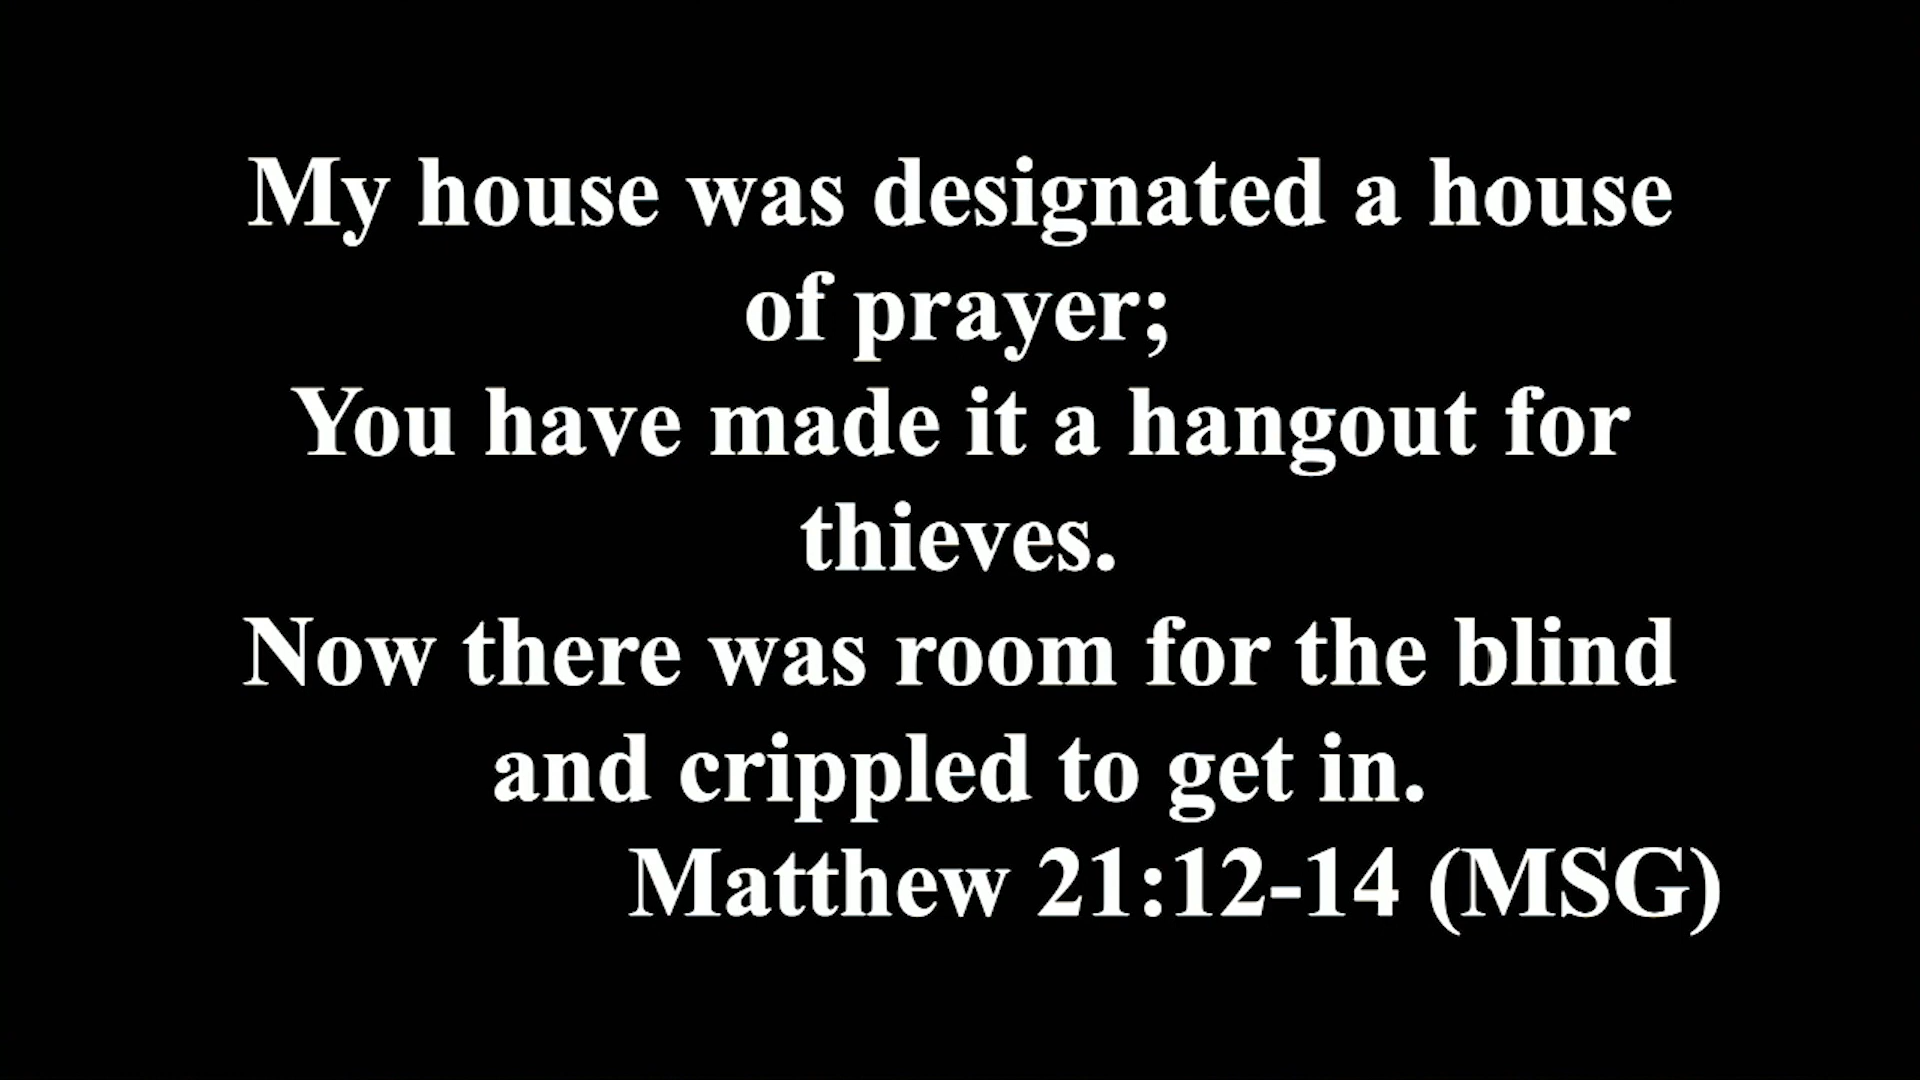 My house was designated a house
of prayer;
You have made it a hangout for
thieves.
Now there was room for the blind
and crippled to get in.
Matthew 21:12-14 (MSG)